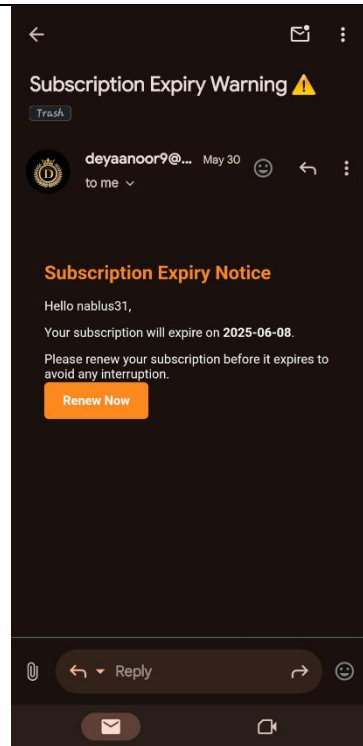 Subscription Expiry Warning ⚠️
Trash
deyaanoor9@... May 30
D
to me
Subscription Expiry Notice
Hello nablus31,
Your subscription will expire on 2025-06-08.
Please renew your subscription before it expires to
avoid any interruption.
Renew Now
Reply